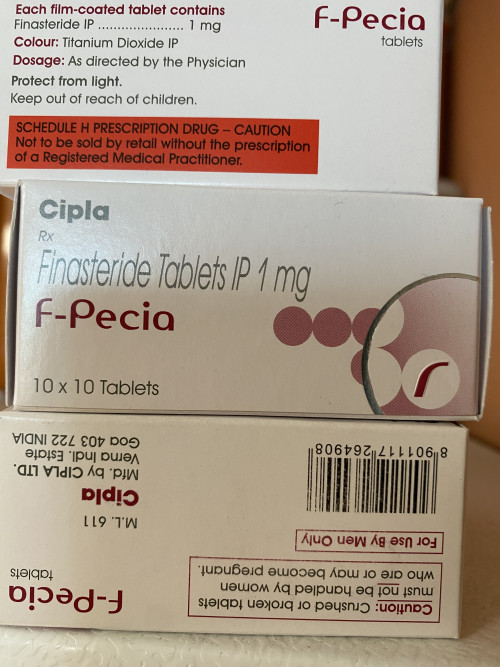 Each film-coated tablet contains
Finasteride IP ........................ 1 mg
Colour: Titanium Dioxide IP
Dosage: As directed by the Physician
Protect from light.
Keep out of reach of children.
F-Pecia
tablets
SCHEDULE H PRESCRIPTION DRUG – CAUTION
Not to be sold by retail without the prescription
of a Registered Medical Practitioner.
Cipla
Rx
Finasteride Tablets IP 1 mg
F-Pecia
10 x 10 Tablets
F-Pecia
tablets
Caution: Crushed or broken tablets
must not be handled by women
who are or may become pregnant.
For Use By Men Only
M.L. 611
Cipla
Mfd. by CIPLA LTD.
Verna Indl. Estate
Goa 403 722 INDIA
8 901117 264908